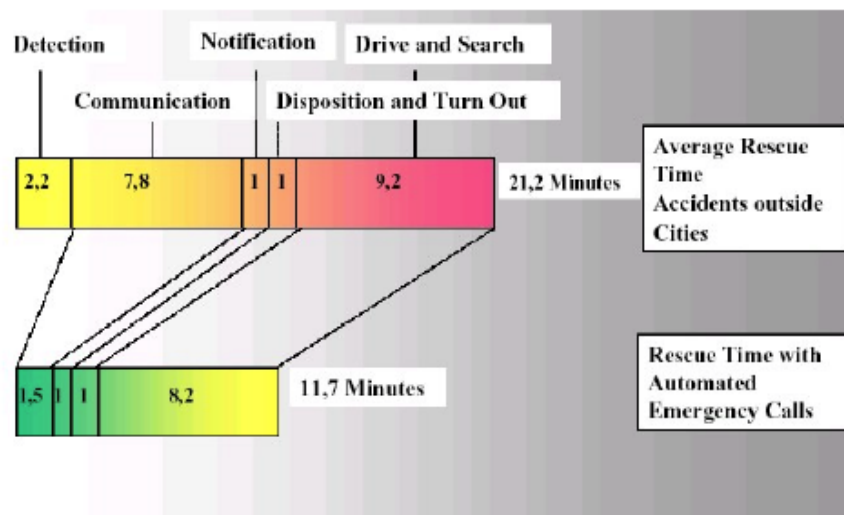 Detection
Notification
Drive and Search
Communication
Disposition and Turn Out
2,2
7,8
1
1
9,2
21,2 Minutes
Average Rescue
Time
Accidents outside
Cities
1,5
1
1
8,2
11,7 Minutes
Rescue Time with
Automated
Emergency Calls